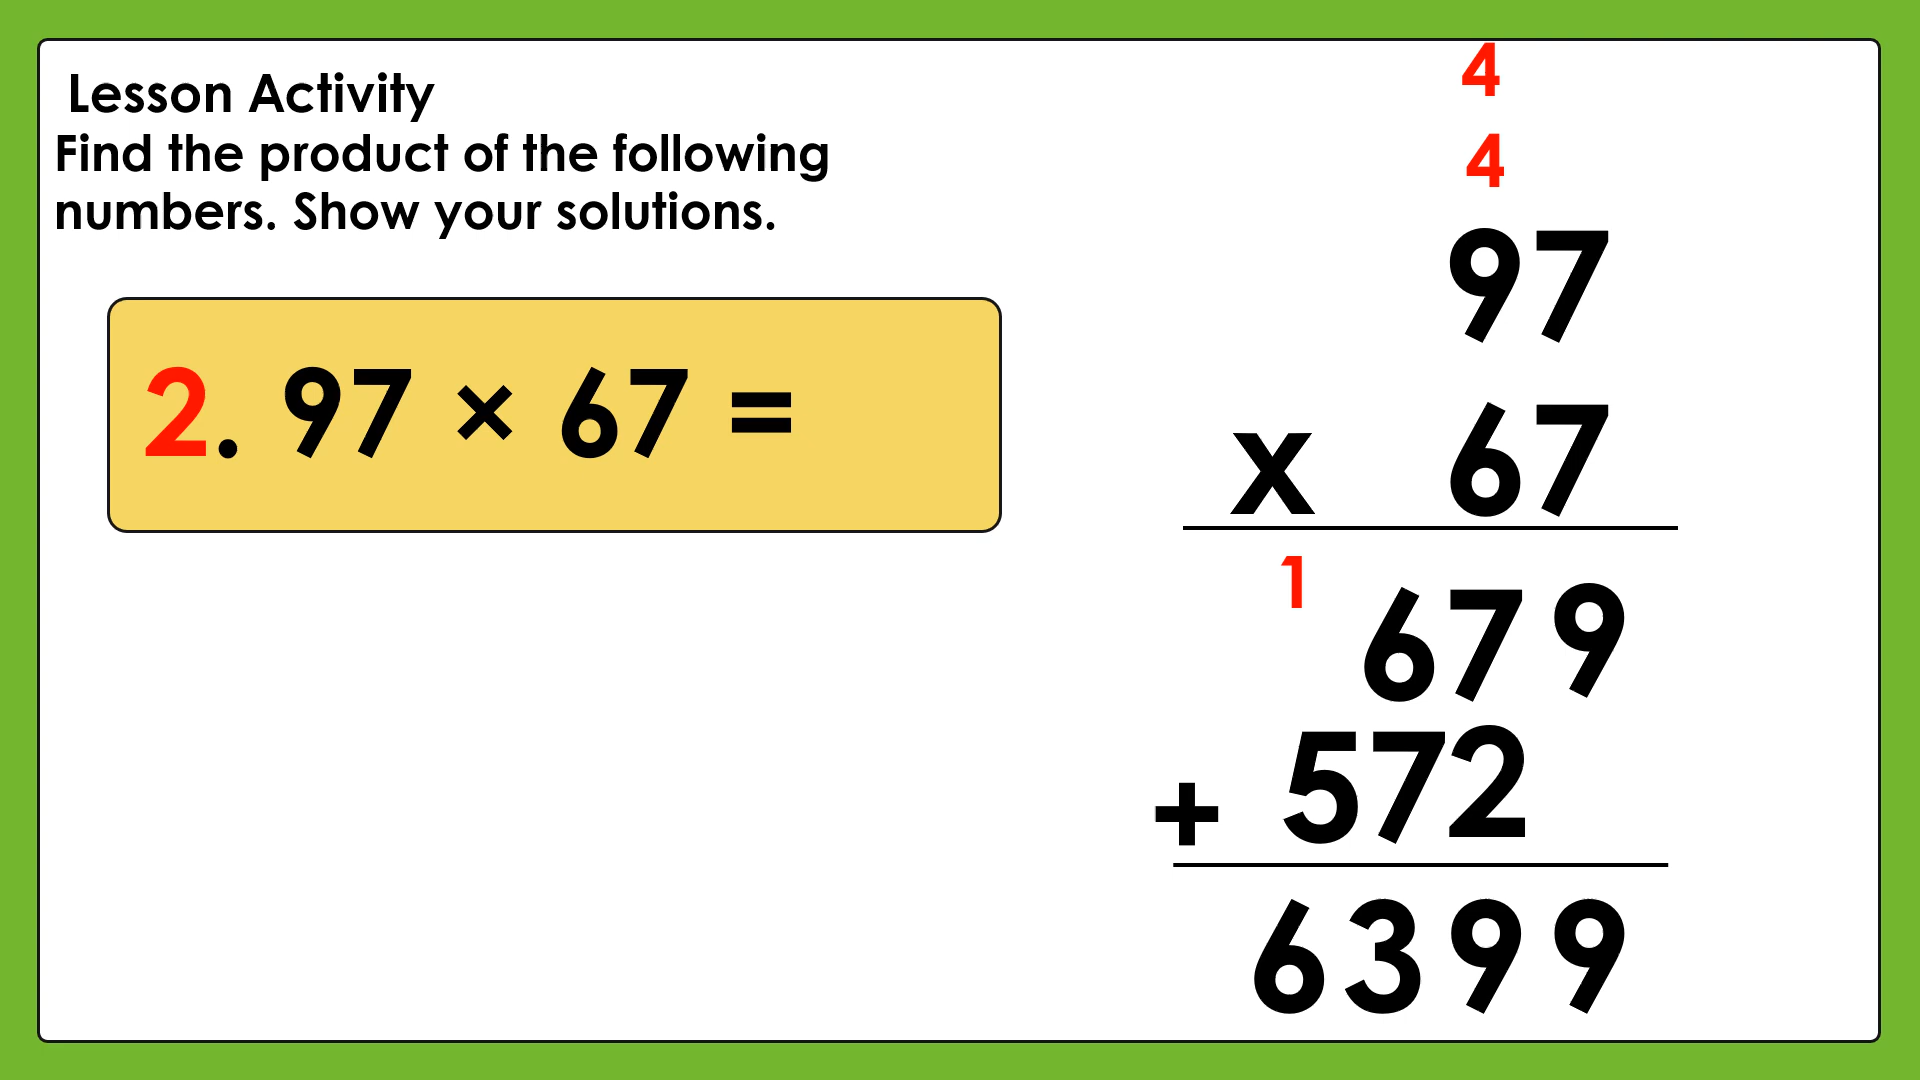 Lesson Activity
Find the product of the following
numbers. Show your solutions.
2. 97 × 67 =
4
4
97
x 67
1
679
+ 572
6399